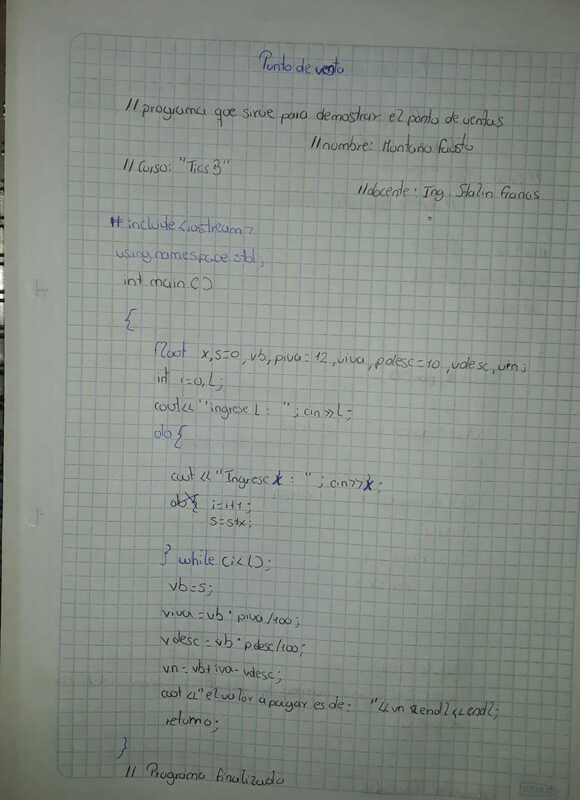 Punto de venta
//programa que sirve para demostrar el punto de ventas
//nombre: Montaño Fausto
//Curso: "Tics 3"
//docente: Ing. Stalin Francis
#include <iostream>
using namespace std;
int main ()
{
float x,s=0, vb, piva=12, viva, pdesc=10, vdesc, vn;
int i=0, L;
cout<<"ingrese L: "; cin>>L;
do{
cout<<"Ingrese x: "; cin>>x;
i=i+1;
s=s+x;
} while (i<L);
vb=s;
viva=vb*piva/100;
vdesc=vb*pdesc/100;
vn=vb+iva-vdesc;
cout<<"el valor a pagar es de: "<<vn<<endl<<endl;
return0;
}
// Programa finalizado